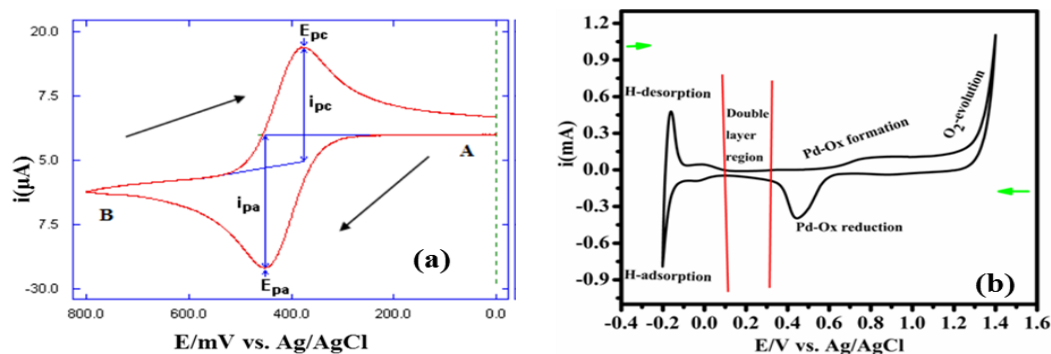 20.0
7.5
5.0
7.5
-30.0
i(µA)
Epc
ipc
A
B
ipa
Epa
(a)
800.0
600.0
400.0
200.0
0.0
E/mV vs. Ag/AgCl
1.2
0.9
0.6
0.3
0.0
-0.3
-0.6
-0.9
i(mA)
H-desorption
Double
layer
region
Pd-Ox formation
O2-evolution
Pd-Ox reduction
H-adsorption
(b)
-0.4
-0.2
0.0
0.2
0.4
0.6
0.8
1.0
1.2
1.4
1.6
E/V vs. Ag/AgCl